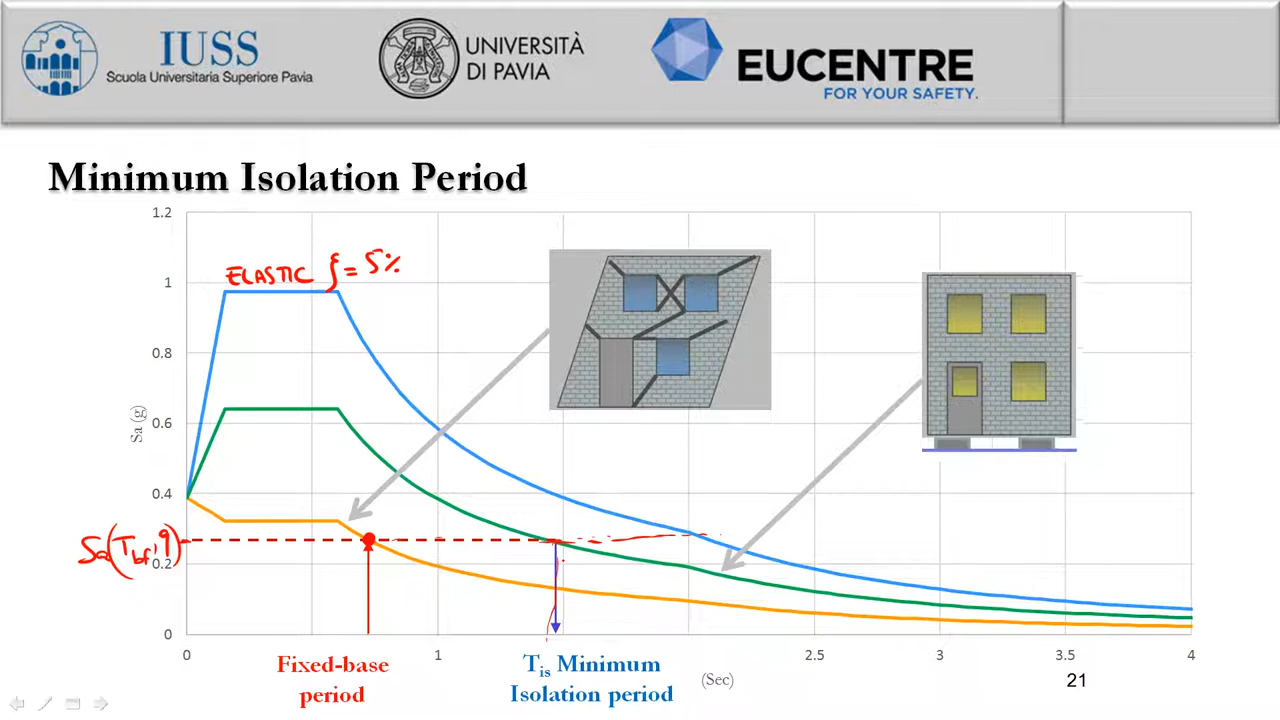 IUSS
Scuola Universitaria Superiore Pavia
UNIVERSITÀ
DI PAVIA
EUCENTRE
FOR YOUR SAFETY.
Minimum Isolation Period
1.2
1
0.8
0.6
0.4
0.2
0
Sa (g)
ELASTIC ξ = 5%
Sa(Tbf, q)
0
1
2.5
3
3.5
4
(Sec)
Fixed-base
period
Tis Minimum
Isolation period
21